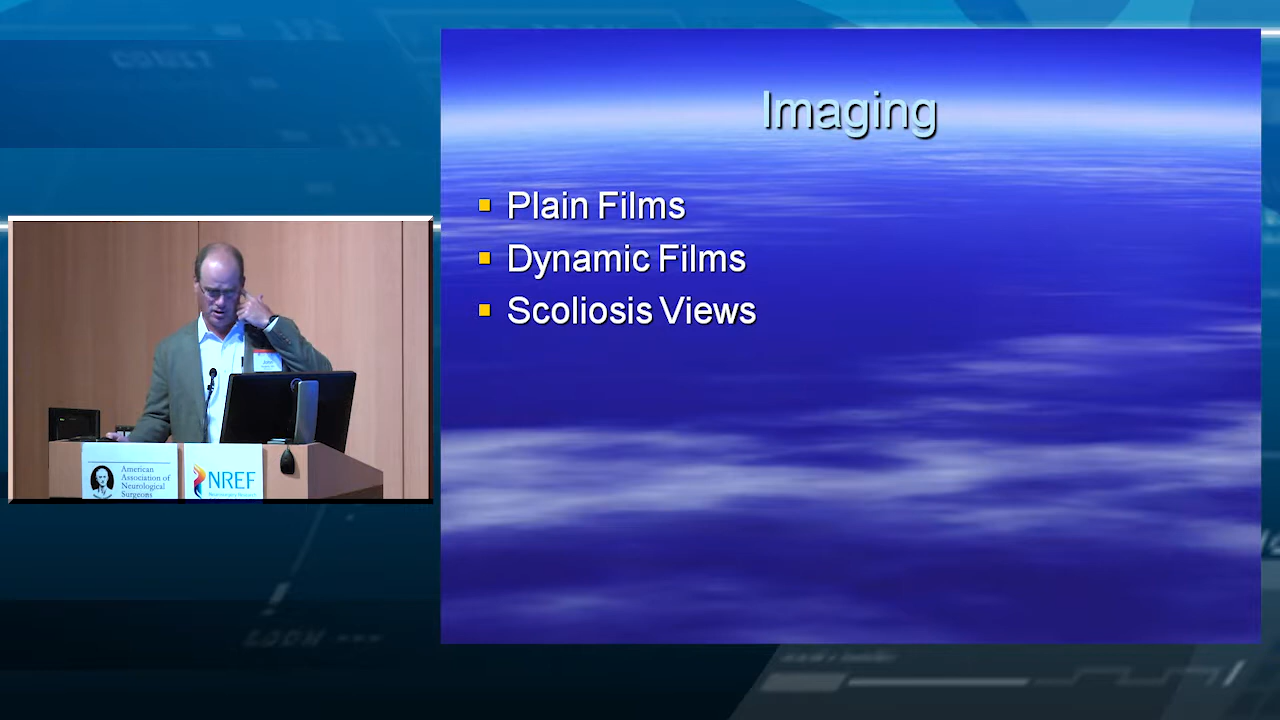 Imaging
Plain Films
Dynamic Films
Scoliosis Views
American
Association of
Neurological
Surgeons
NREF